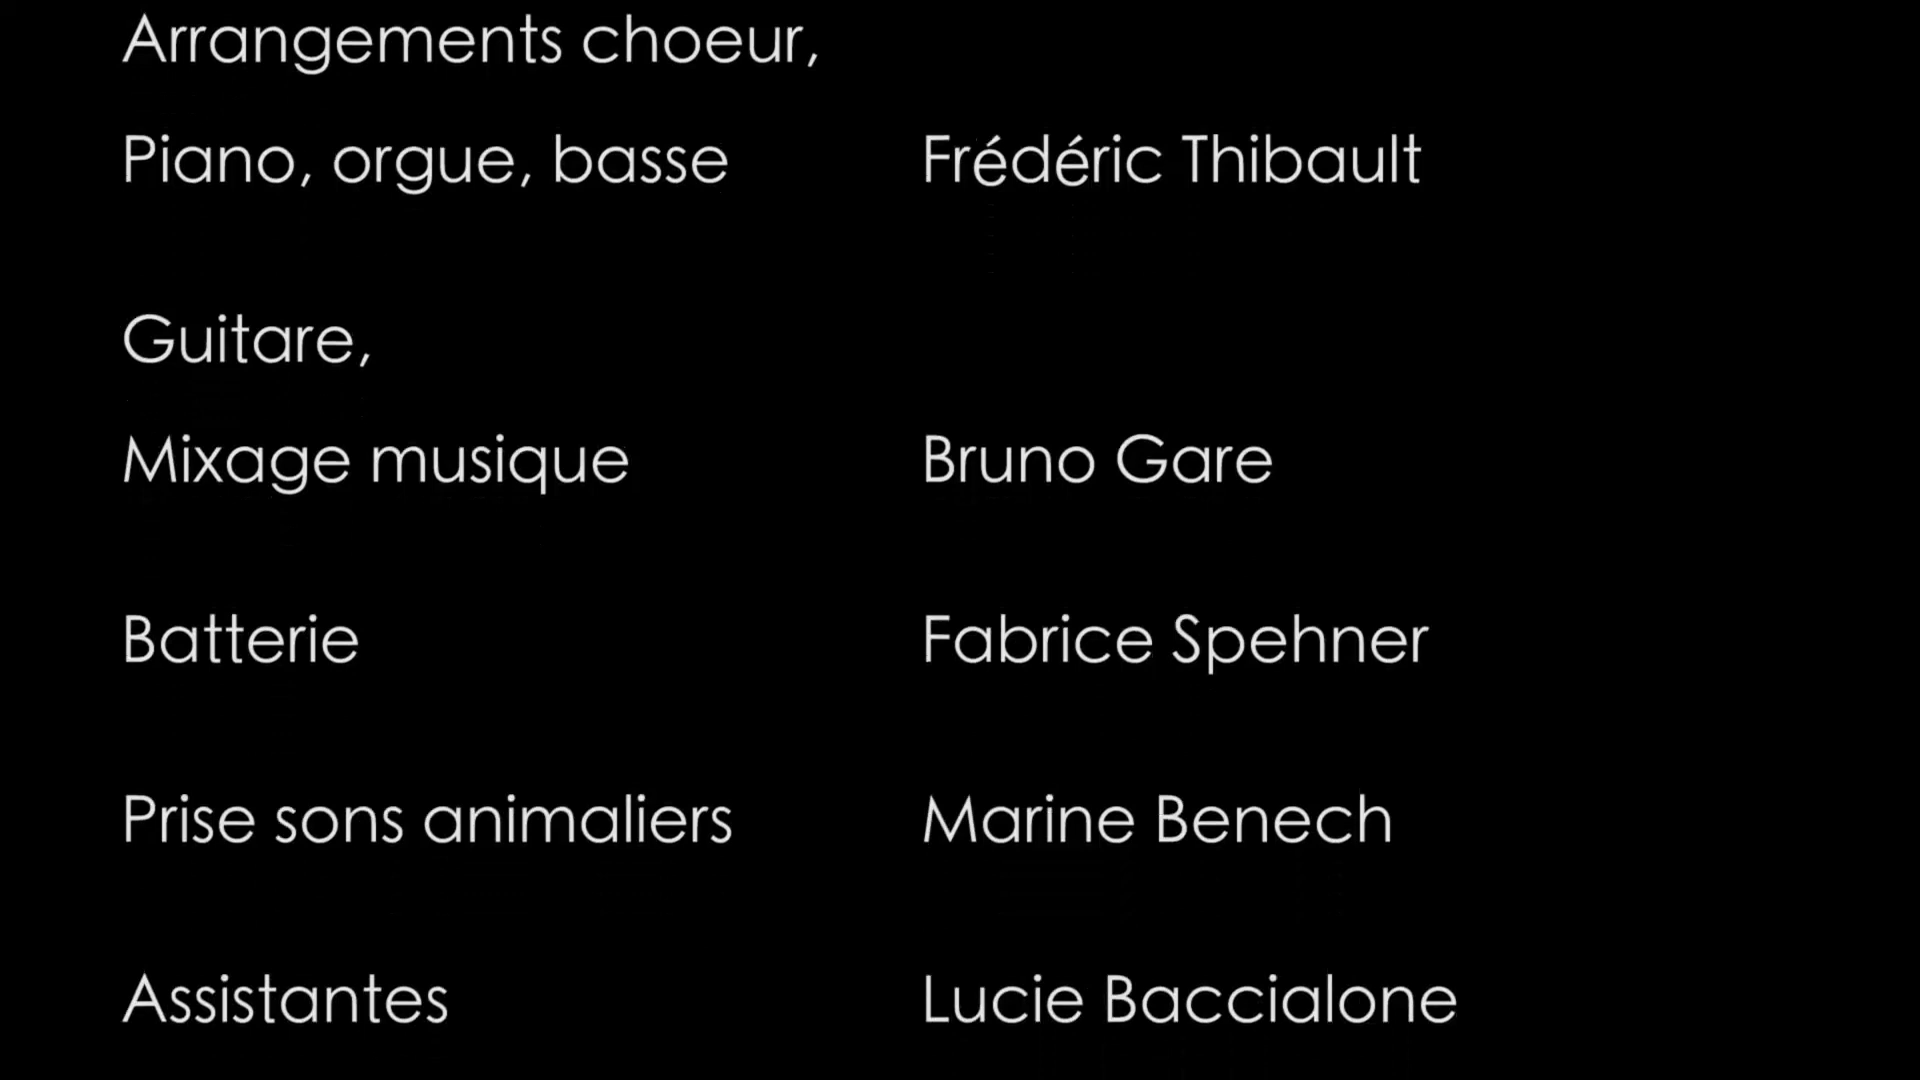 Arrangements choeur,
Piano, orgue, basse Frédéric Thibault
Guitare,
Mixage musique Bruno Gare
Batterie Fabrice Spehner
Prise sons animaliers Marine Benech
Assistantes Lucie Baccialone